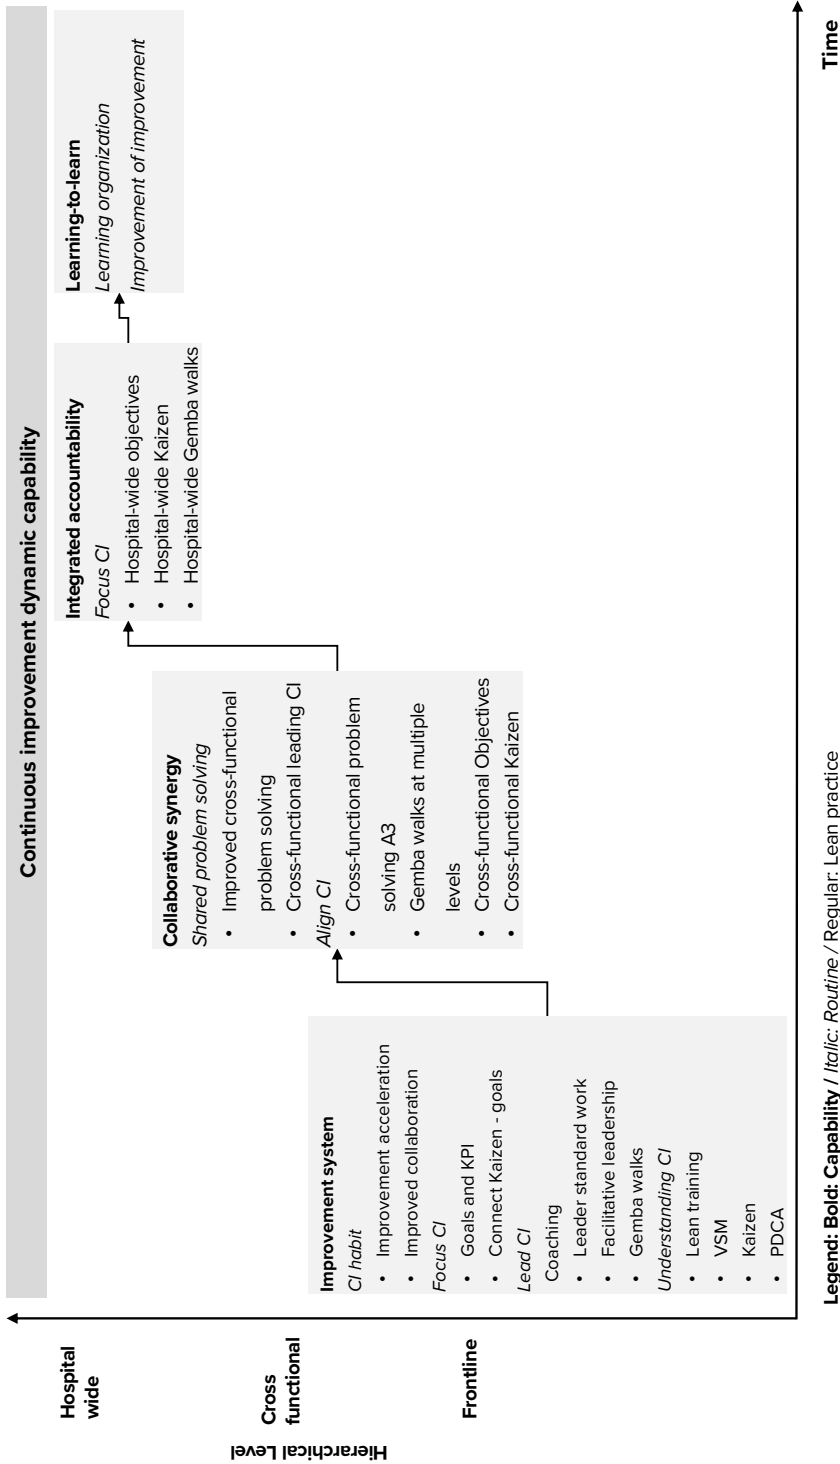 Continuous improvement dynamic capability
Hierarchical Level
Hospital
wide
Cross
functional
Frontline
Improvement system
CI habit
• Improvement acceleration
• Improved collaboration
Focus CI
• Goals and KPI
• Connect Kaizen - goals
Lead CI
Coaching
• Leader standard work
• Facilitative leadership
• Gemba walks
Understanding CI
• Lean training
• VSM
• Kaizen
• PDCA
Collaborative synergy
Shared problem solving
• Improved cross-functional
problem solving
• Cross-functional leading CI
Align CI
• Cross-functional problem
solving A3
• Gemba walks at multiple
levels
• Cross-functional Objectives
• Cross-functional Kaizen
Integrated accountability
Focus CI
• Hospital-wide objectives
• Hospital-wide Kaizen
• Hospital-wide Gemba walks
Learning-to-learn
Learning organization
Improvement of improvement
Time
Legend: Bold: Capability / Italic: Routine / Regular: Lean practice